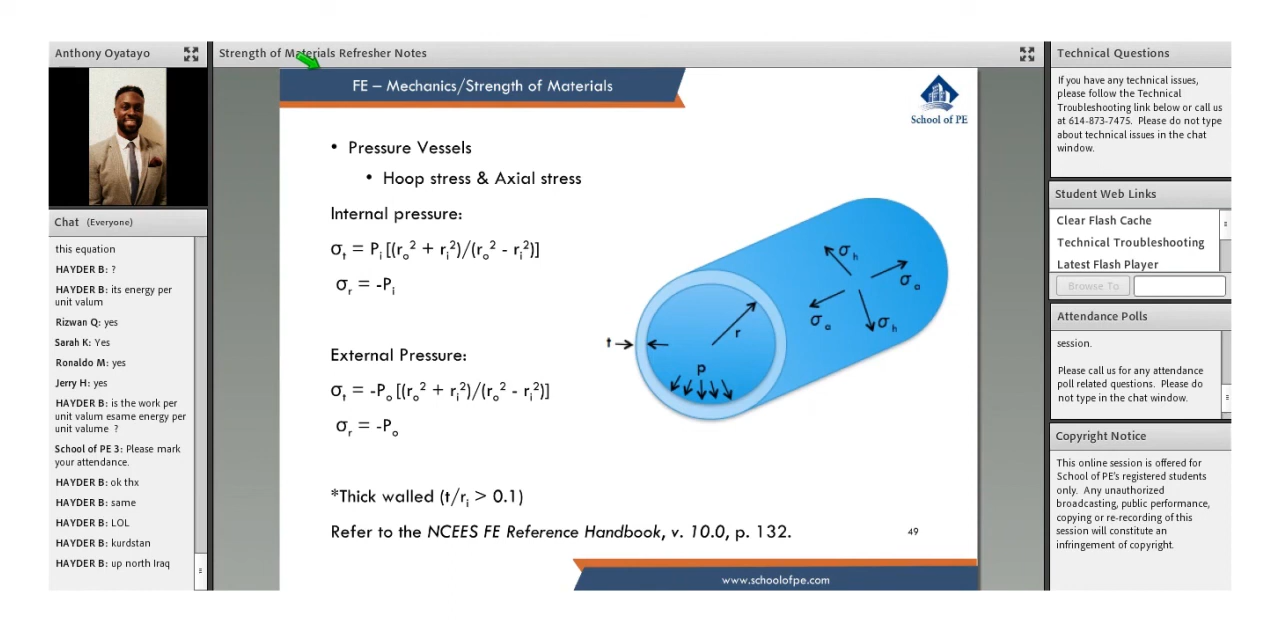 Anthony Oyatayo
Strength of Materials Refresher Notes
Technical Questions
FE – Mechanics/Strength of Materials
School of PE
• Pressure Vessels
• Hoop stress & Axial stress
Internal pressure:
σt = Pi [(ro² + ri²)/(ro² - ri²)]
σr = -Pi
External Pressure:
σt = -Po [(ro² + ri²)/(ro² - ri²)]
σr = -Po
*Thick walled (t/ri > 0.1)
Refer to the NCEES FE Reference Handbook, v. 10.0, p. 132.
49
www.schoolofpe.com
σh
σa
σa
σh
r
t
p
Chat (Everyone)
this equation
HAYDER B: ?
HAYDER B: its energy per
unit valum
Rizwan Q: yes
Sarah K: Yes
Ronaldo M: yes
Jerry H: yes
HAYDER B: is the work per
unit valum esame energy per
unit valume ?
School of PE 3: Please mark
your attendance.
HAYDER B: ok thx
HAYDER B: same
HAYDER B: LOL
HAYDER B: kurdstan
HAYDER B: up north Iraq
If you have any technical issues,
please follow the Technical
Troubleshooting link below or call us
at 614-873-7475. Please do not type
about technical issues in the chat
window.
Student Web Links
Clear Flash Cache
Technical Troubleshooting
Latest Flash Player
Browse To
Attendance Polls
session.
Please call us for any attendance
poll related questions. Please do
not type in the chat window.
Copyright Notice
This online session is offered for
School of PE's registered students
only. Any unauthorized
broadcasting, public performance,
copying or re-recording of this
session will constitute an
infringement of copyright.